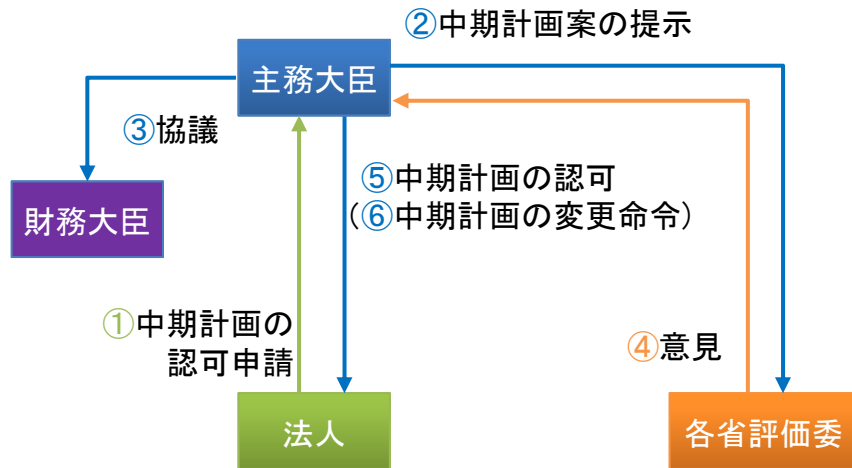 ②中期計画案の提示
主務大臣
③協議
⑤中期計画の認可
（⑥中期計画の変更命令）
財務大臣
①中期計画の
認可申請
④意見
法人
各省評価委